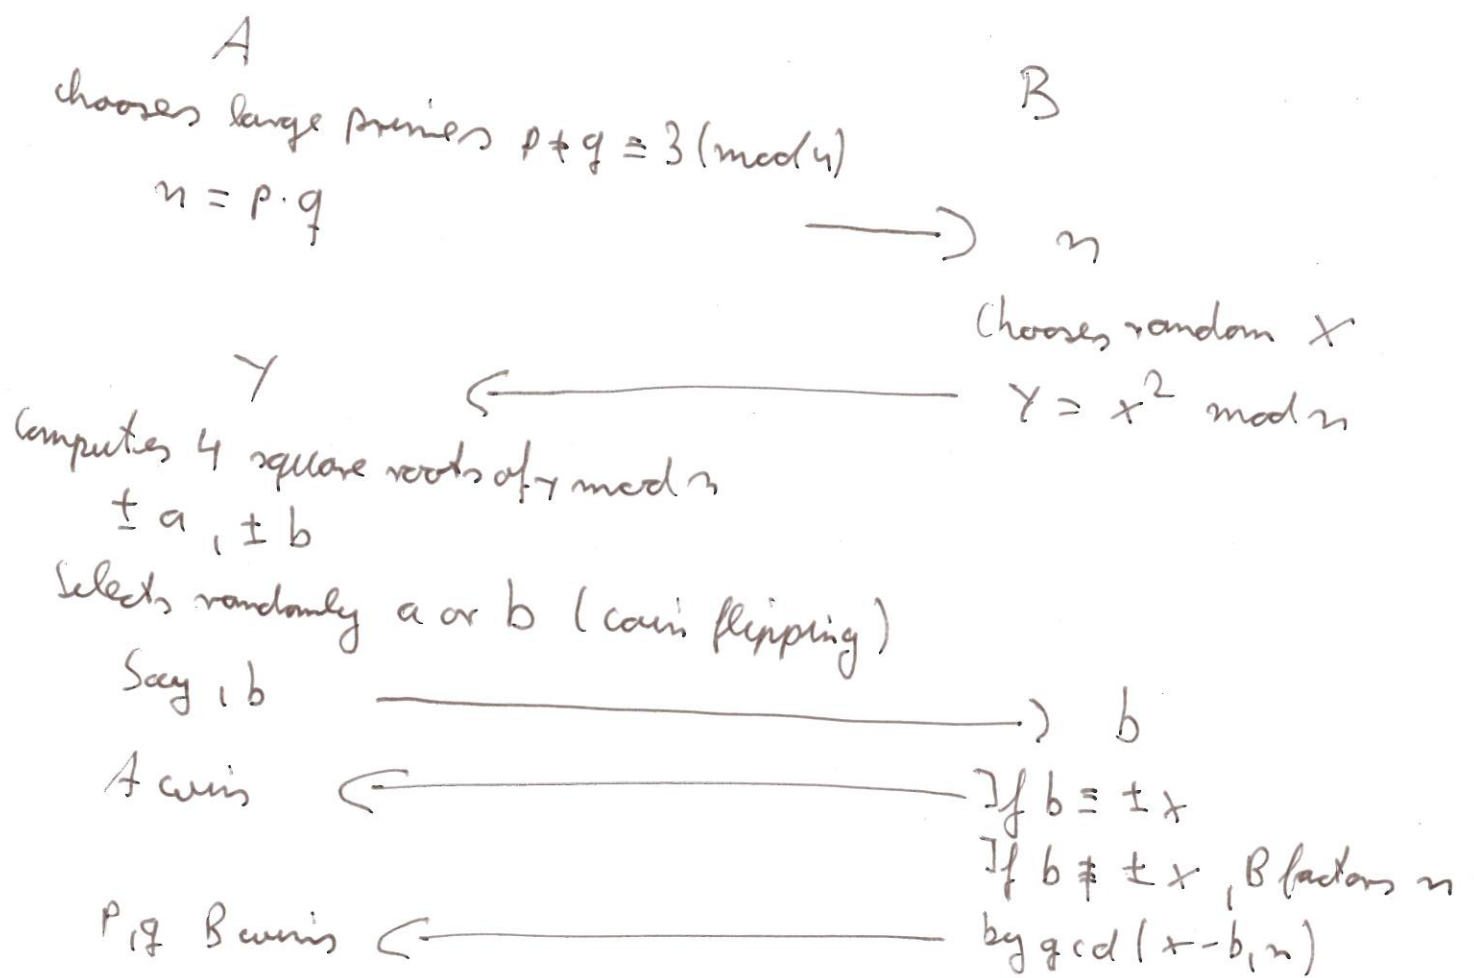 A
B
chooses large primes p ≠ q ≡ 3 (mod 4)
n = p·q
n
Chooses random x
Y
Y = x² mod n
Computes 4 square roots of Y mod n
± a, ± b
Selects randomly a or b (coin flipping)
Say, b
b
A wins
If b ≡ ± x
If b ≢ ± x, B factors n
p, q B wins
by gcd (x-b, n)